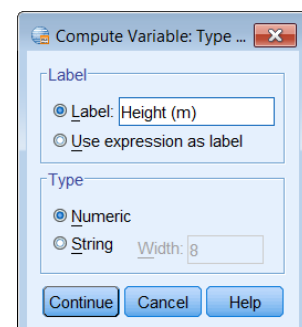 Compute Variable: Type ...
Label
Label: Height (m)
Use expression as label
Type
Numeric
String Width: 8
Continue Cancel Help